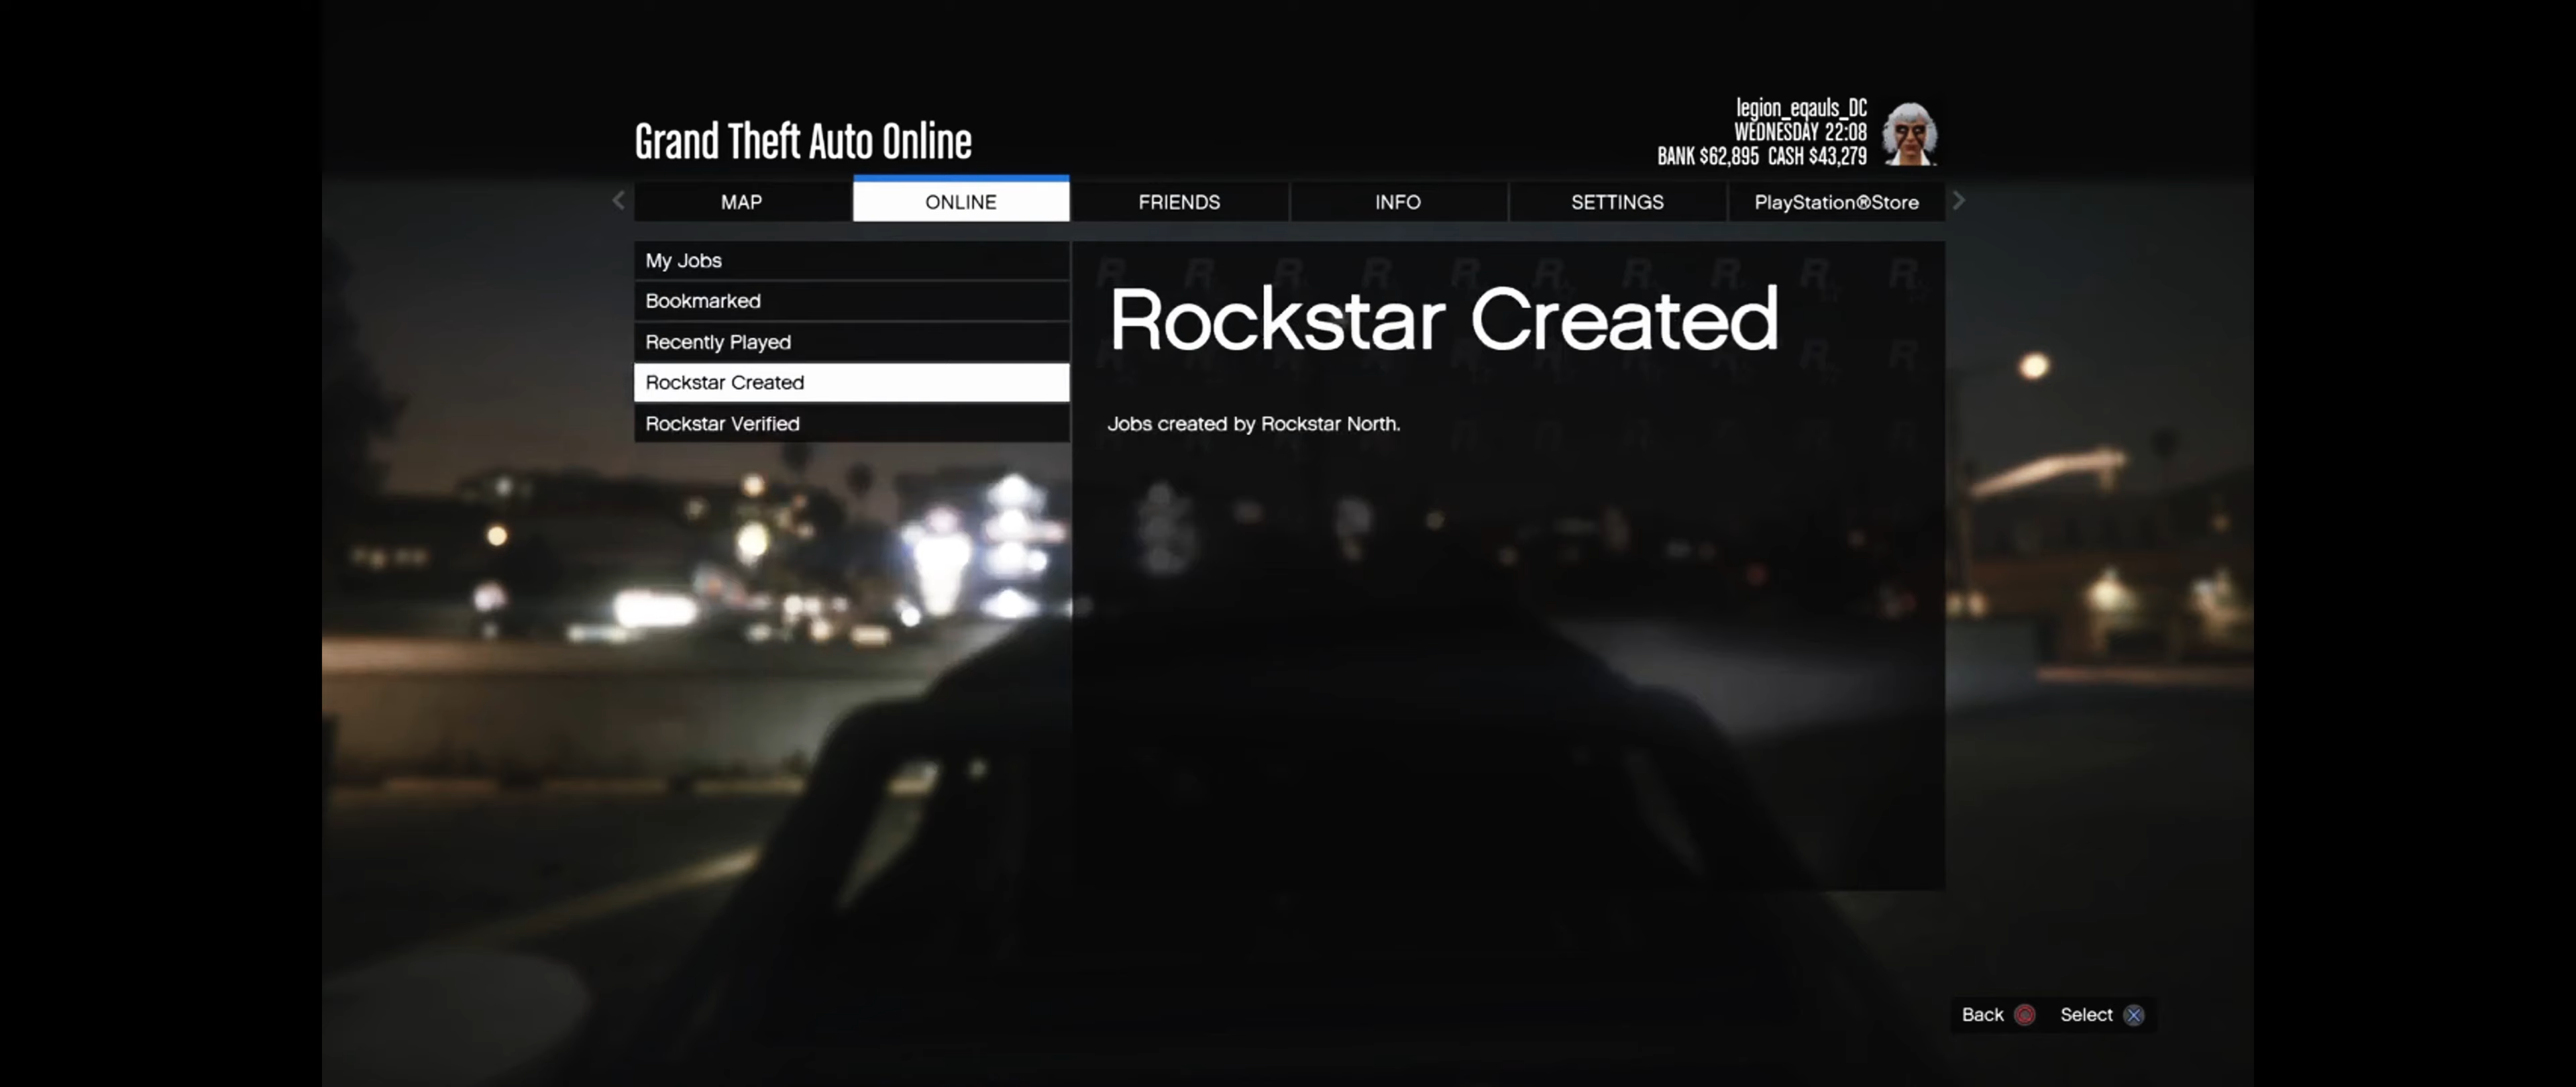 legion_eqauls_DC
Grand Theft Auto Online
WEDNESDAY 22:08
BANK $62,895 CASH $43,279
MAP
ONLINE
FRIENDS
INFO
SETTINGS
PlayStation®Store
My Jobs
Bookmarked
Recently Played
Rockstar Created
Rockstar Verified
Rockstar Created
Jobs created by Rockstar North.
Back
Select